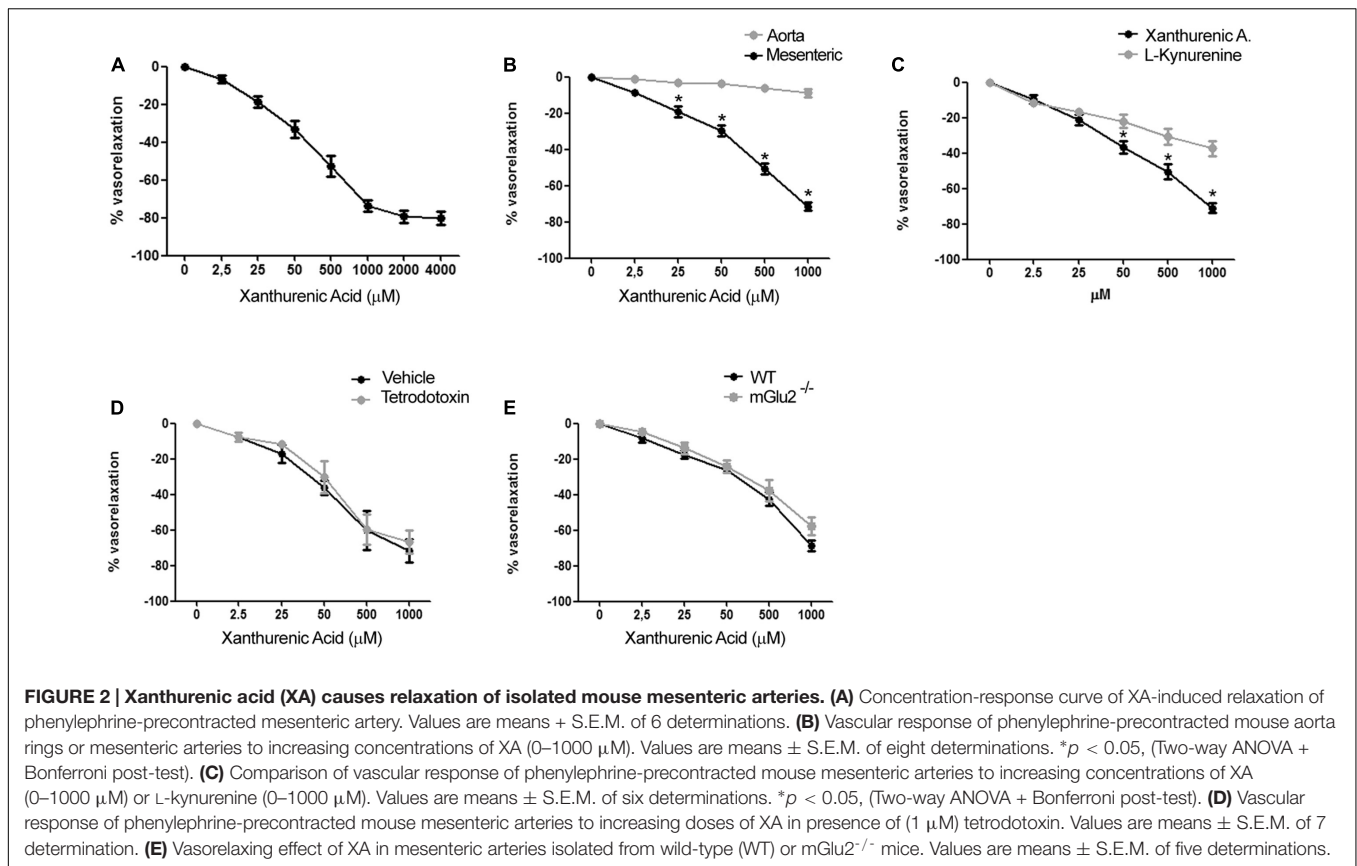 Aorta
Mesenteric
Xanthurenic A.
L-Kynurenine
A
0
-20
-40
-60
-80
-100
% vasorelaxation
0 2,5 25 50 500 1000 2000 4000
Xanthurenic Acid (μM)
B
0
-20
-40
-60
-80
-100
% vasorelaxation
* * * *
0 2,5 25 50 500 1000
Xanthurenic Acid (μM)
C
0
-20
-40
-60
-80
-100
% vasorelaxation
* * *
0 2.5 25 50 500 1000
μM
Vehicle
Tetrodotoxin
D
0
-20
-40
-60
-80
-100
% vasorelaxation
0 2.5 25 50 500 1000
Xanthurenic Acid (μM)
WT
mGlu2 -/-
E
0
-20
-40
-60
-80
-100
% vasorelaxation
0 2,5 25 50 500 1000
Xanthurenic Acid (μM)
FIGURE 2 | Xanthurenic acid (XA) causes relaxation of isolated mouse mesenteric arteries. (A) Concentration-response curve of XA-induced relaxation of
phenylephrine-precontracted mesenteric artery. Values are means + S.E.M. of 6 determinations. (B) Vascular response of phenylephrine-precontracted mouse aorta
rings or mesenteric arteries to increasing concentrations of XA (0–1000 μM). Values are means ± S.E.M. of eight determinations. *p < 0.05, (Two-way ANOVA +
Bonferroni post-test). (C) Comparison of vascular response of phenylephrine-precontracted mouse mesenteric arteries to increasing concentrations of XA
(0–1000 μM) or L-kynurenine (0–1000 μM). Values are means ± S.E.M. of six determinations. *p < 0.05, (Two-way ANOVA + Bonferroni post-test). (D) Vascular
response of phenylephrine-precontracted mouse mesenteric arteries to increasing doses of XA in presence of (1 μM) tetrodotoxin. Values are means ± S.E.M. of 7
determination. (E) Vasorelaxing effect of XA in mesenteric arteries isolated from wild-type (WT) or mGlu2-/- mice. Values are means ± S.E.M. of five determinations.